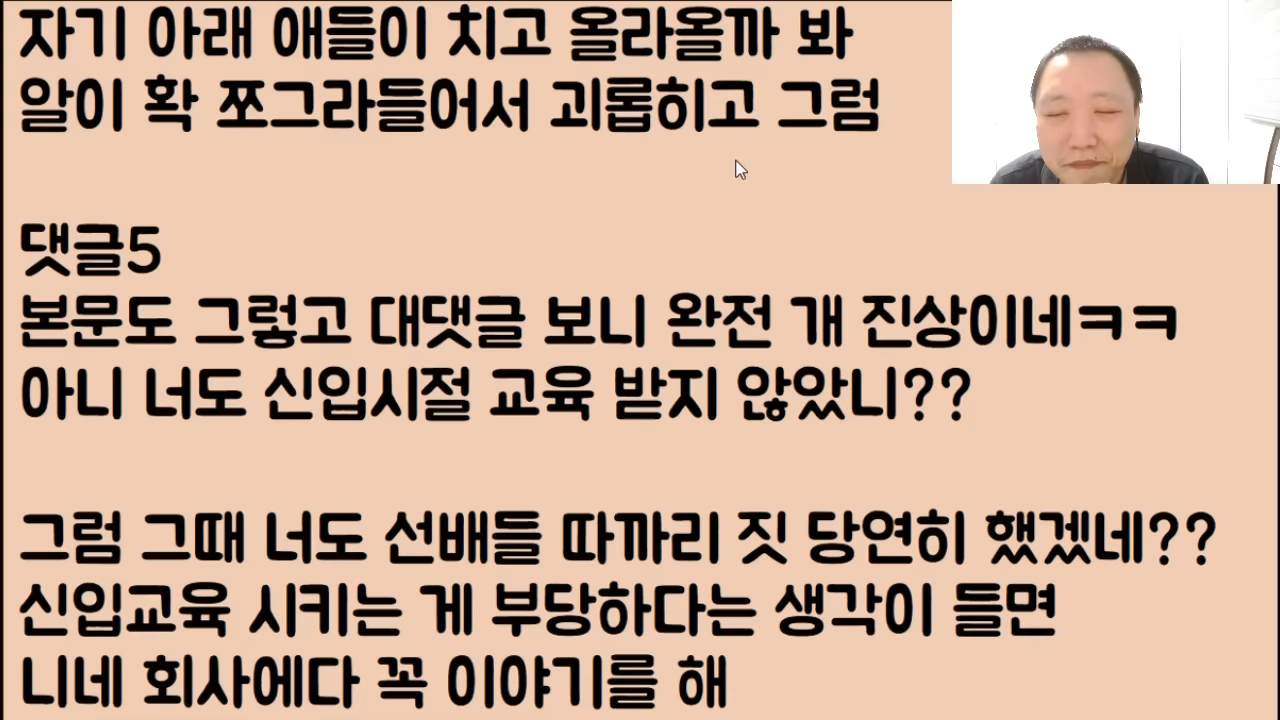 자기 아래 애들이 치고 올라올까 봐
알이 확 쪼그라들어서 괴롭히고 그럼
댓글5
본문도 그렇고 대댓글 보니 완전 개 진상이네ㅋㅋ
아니 너도 신입시절 교육 받지 않았니??
그럼 그때 너도 선배들 따까리 짓 당연히 했겠네??
신입교육 시키는 게 부당하다는 생각이 들면
니네 회사에다 꼭 이야기를 해